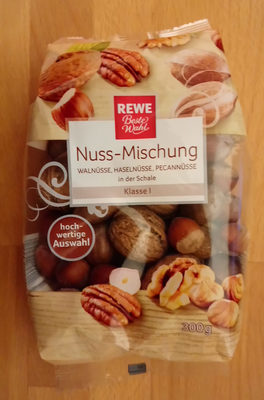 REWE
Beste
Wahl
Nuss-Mischung
WALNÜSSE, HASELNÜSSE, PECANNÜSSE
in der Schale
Klasse I
hoch-
wertige
Auswahl
300g